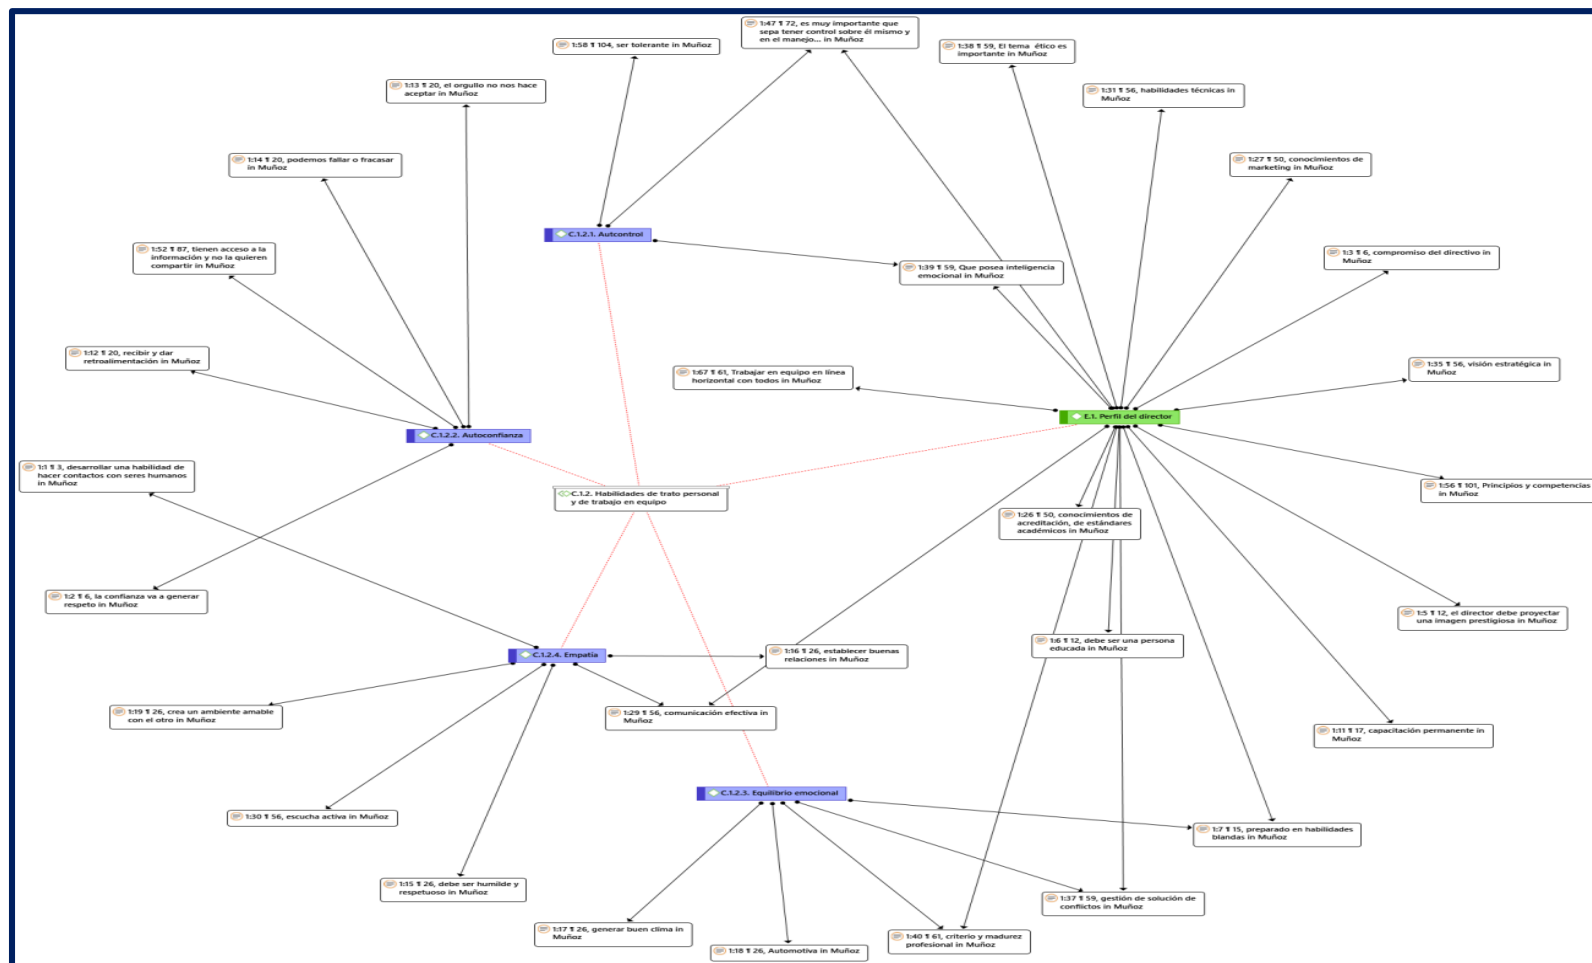 1:47 ¶ 72, es muy importante que
sepa tener control sobre él mismo y
en el manejo... in Muñoz
1:58 ¶ 104, ser tolerante in Muñoz
1:38 ¶ 59, El tema ético es
importante in Muñoz
1:13 ¶ 20, el orgullo no nos hace
aceptar in Muñoz
1:31 ¶ 56, habilidades técnicas in
Muñoz
1:14 ¶ 20, podemos fallar o fracasar
in Muñoz
1:27 ¶ 50, conocimientos de
marketing in Muñoz
C.1.2.1. Autcontrol
1:52 ¶ 87, tienen acceso a la
información y no la quieren
compartir in Muñoz
1:39 ¶ 59, Que posea inteligencia
emocional in Muñoz
1:3 ¶ 6, compromiso del directivo in
Muñoz
1:12 ¶ 20, recibir y dar
retroalimentación in Muñoz
1:67 ¶ 61, Trabajar en equipo en línea
horizontal con todos in Muñoz
1:35 ¶ 56, visión estratégica in
Muñoz
E.1. Perfil del director
C.1.2.2. Autoconfianza
1:1 ¶ 3, desarrollar una habilidad de
hacer contactos con seres humanos
in Muñoz
C.1.2. Habilidades de trato personal
y de trabajo en equipo
1:56 ¶ 101, Principios y competencias
in Muñoz
1:26 ¶ 50, conocimientos de
acreditación, de estándares
académicos in Muñoz
1:2 ¶ 6, la confianza va a generar
respeto in Muñoz
1:5 ¶ 12, el director debe proyectar
una imagen prestigiosa in Muñoz
1:6 ¶ 12, debe ser una persona
educada in Muñoz
C.1.2.4. Empatía
1:16 ¶ 26, establecer buenas
relaciones in Muñoz
1:19 ¶ 26, crea un ambiente amable
con el otro in Muñoz
1:29 ¶ 56, comunicación efectiva in
Muñoz
1:11 ¶ 17, capacitación permanente in
Muñoz
C.1.2.3. Equilibrio emocional
1:30 ¶ 56, escucha activa in Muñoz
1:7 ¶ 15, preparado en habilidades
blandas in Muñoz
1:15 ¶ 26, debe ser humilde y
respetuoso in Muñoz
1:37 ¶ 59, gestión de solución de
conflictos in Muñoz
1:17 ¶ 26, generar buen clima in
Muñoz
1:40 ¶ 61, criterio y madurez
profesional in Muñoz
1:18 ¶ 26, Automotiva in Muñoz